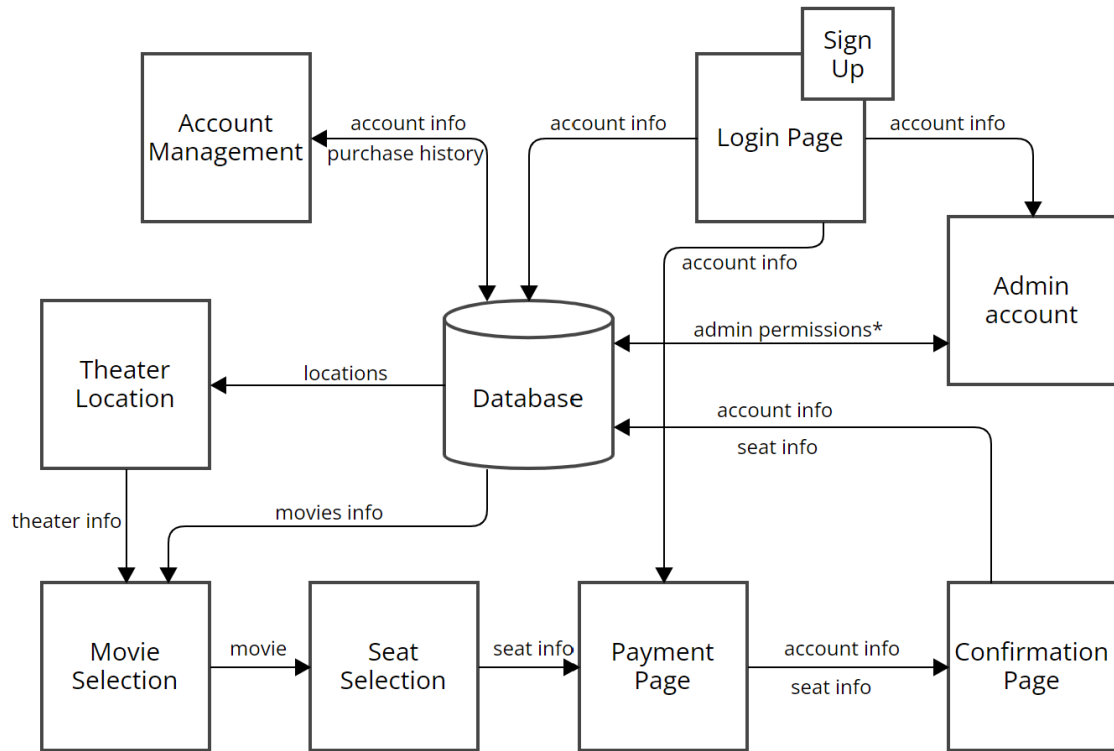 Sign
Up
Account
Management
account info
purchase history
account info
Login Page
account info
account info
Admin
account
admin permissions*
Theater
Location
locations
Database
account info
seat info
theater info
movies info
Movie
Selection
movie
Seat
Selection
seat info
Payment
Page
account info
seat info
Confirmation
Page